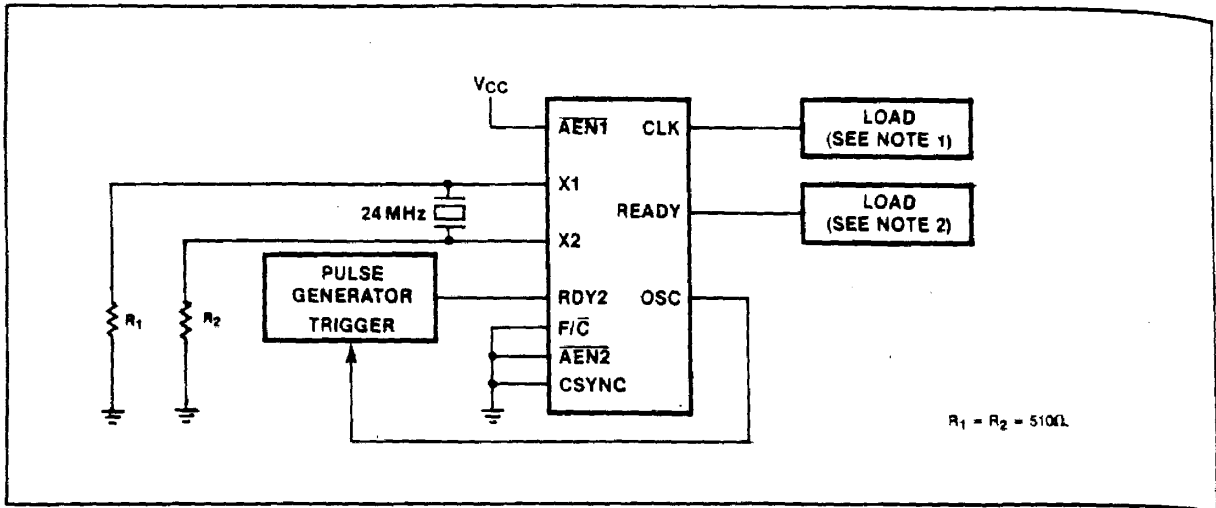 VCC
AEN1 CLK
LOAD
(SEE NOTE 1)
X1
24 MHz
READY
LOAD
(SEE NOTE 2)
X2
PULSE
GENERATOR
TRIGGER
RDY2 OSC
R1
R2
F/C̅
AEN2
CSYNC
R1 = R2 = 510Ω.